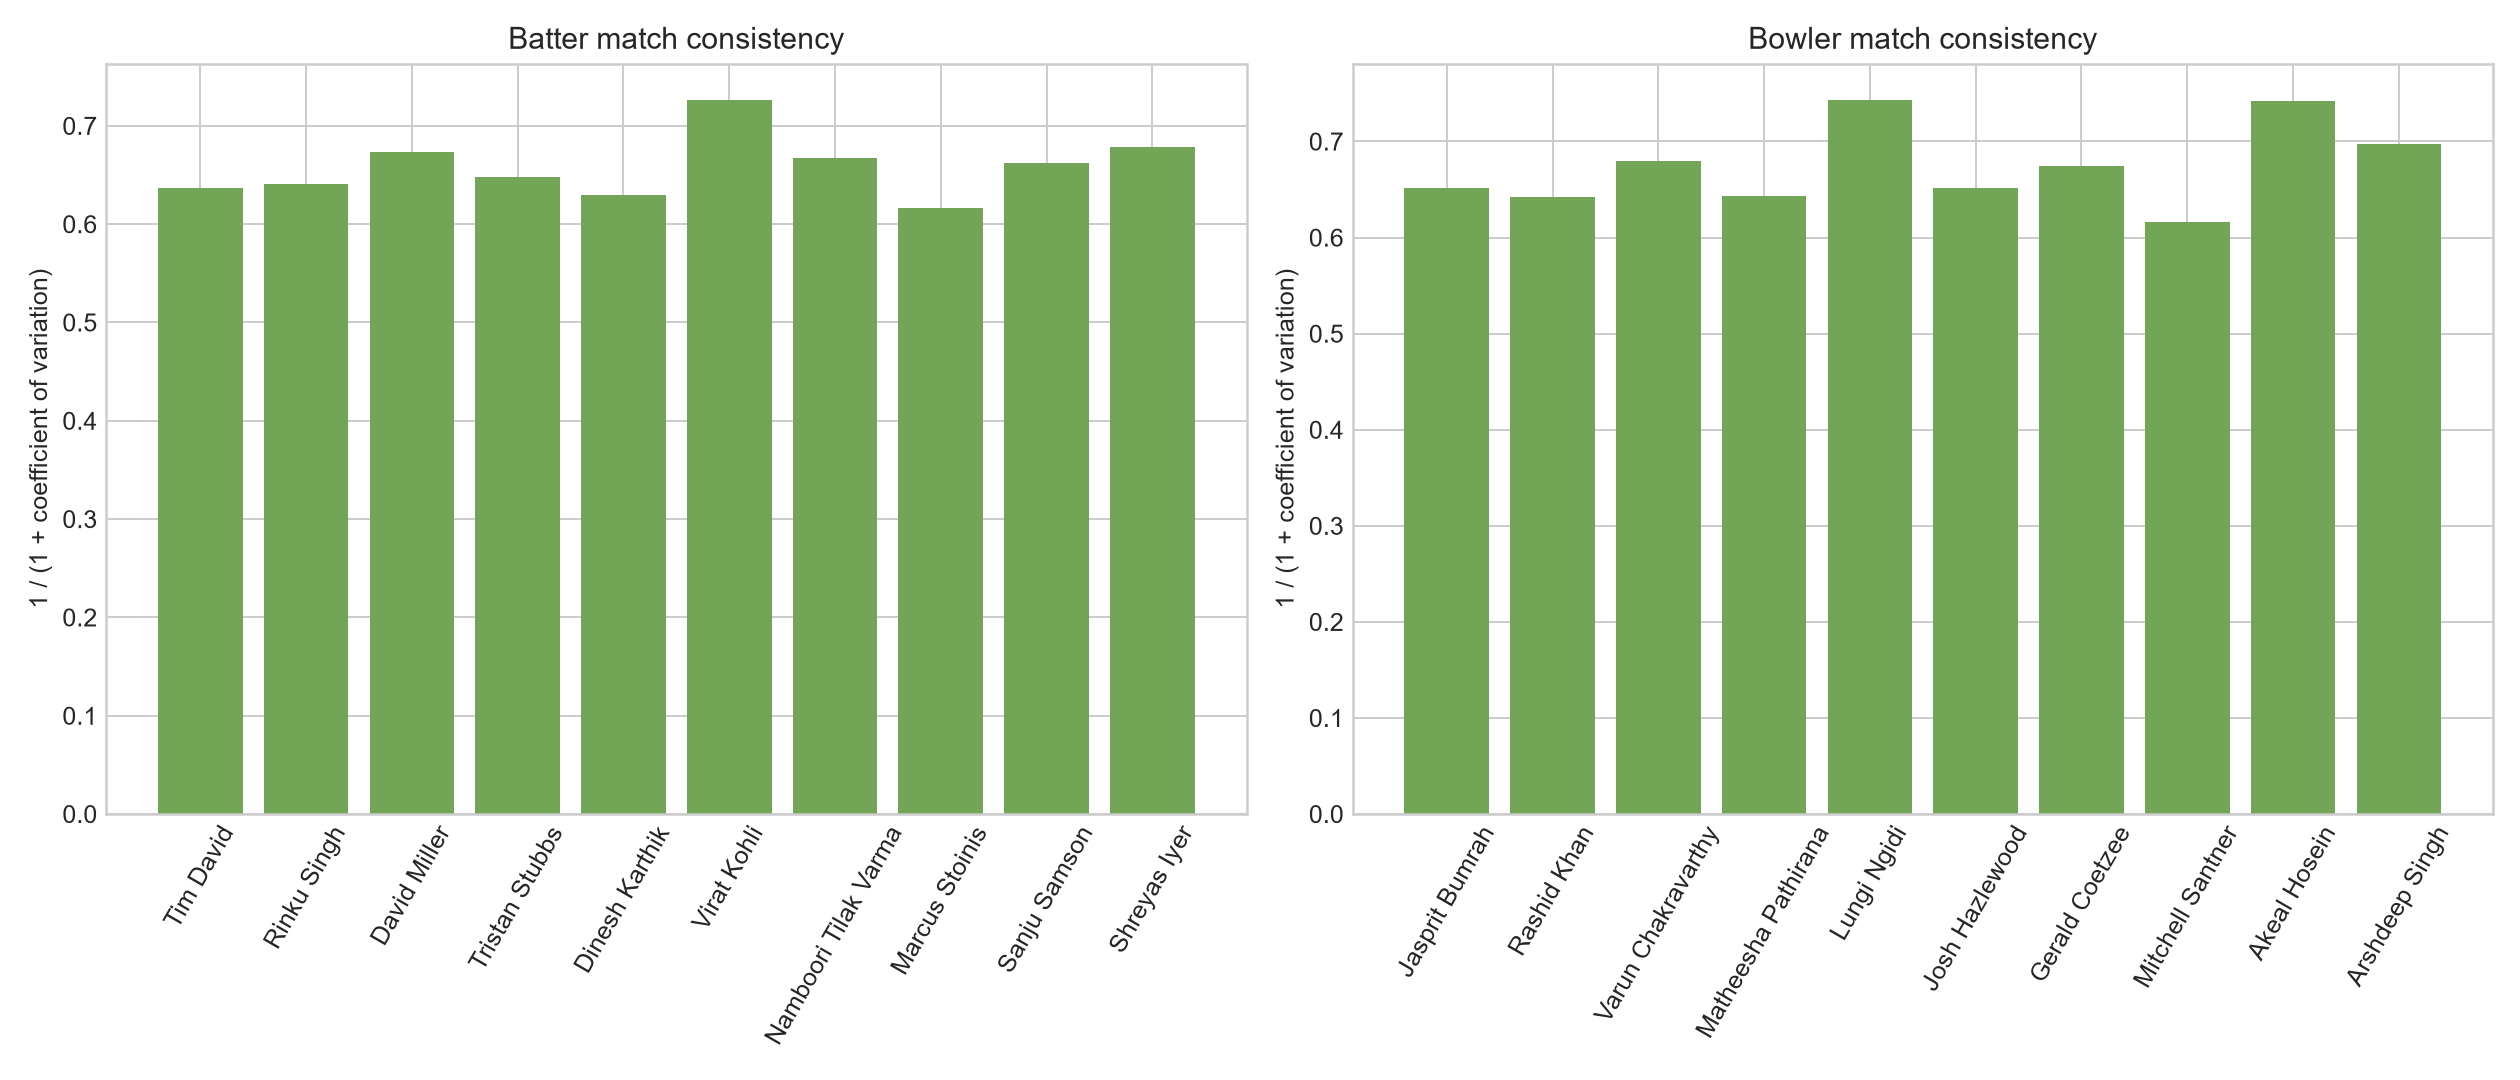 Batter match consistency
1 / (1 + coefficient of variation)
0.7
0.6
0.5
0.4
0.3
0.2
0.1
0.0
Tim David
Rinku Singh
David Miller
Tristan Stubbs
Dinesh Karthik
Virat Kohli
Namboori Tilak Varma
Marcus Stoinis
Sanju Samson
Shreyas Iyer
Bowler match consistency
1 / (1 + coefficient of variation)
0.7
0.6
0.5
0.4
0.3
0.2
0.1
0.0
Jasprit Bumrah
Rashid Khan
Varun Chakravarthy
Matheesha Pathirana
Lungi Ngidi
Josh Hazlewood
Gerald Coetzee
Mitchell Santner
Akeal Hosein
Arshdeep Singh